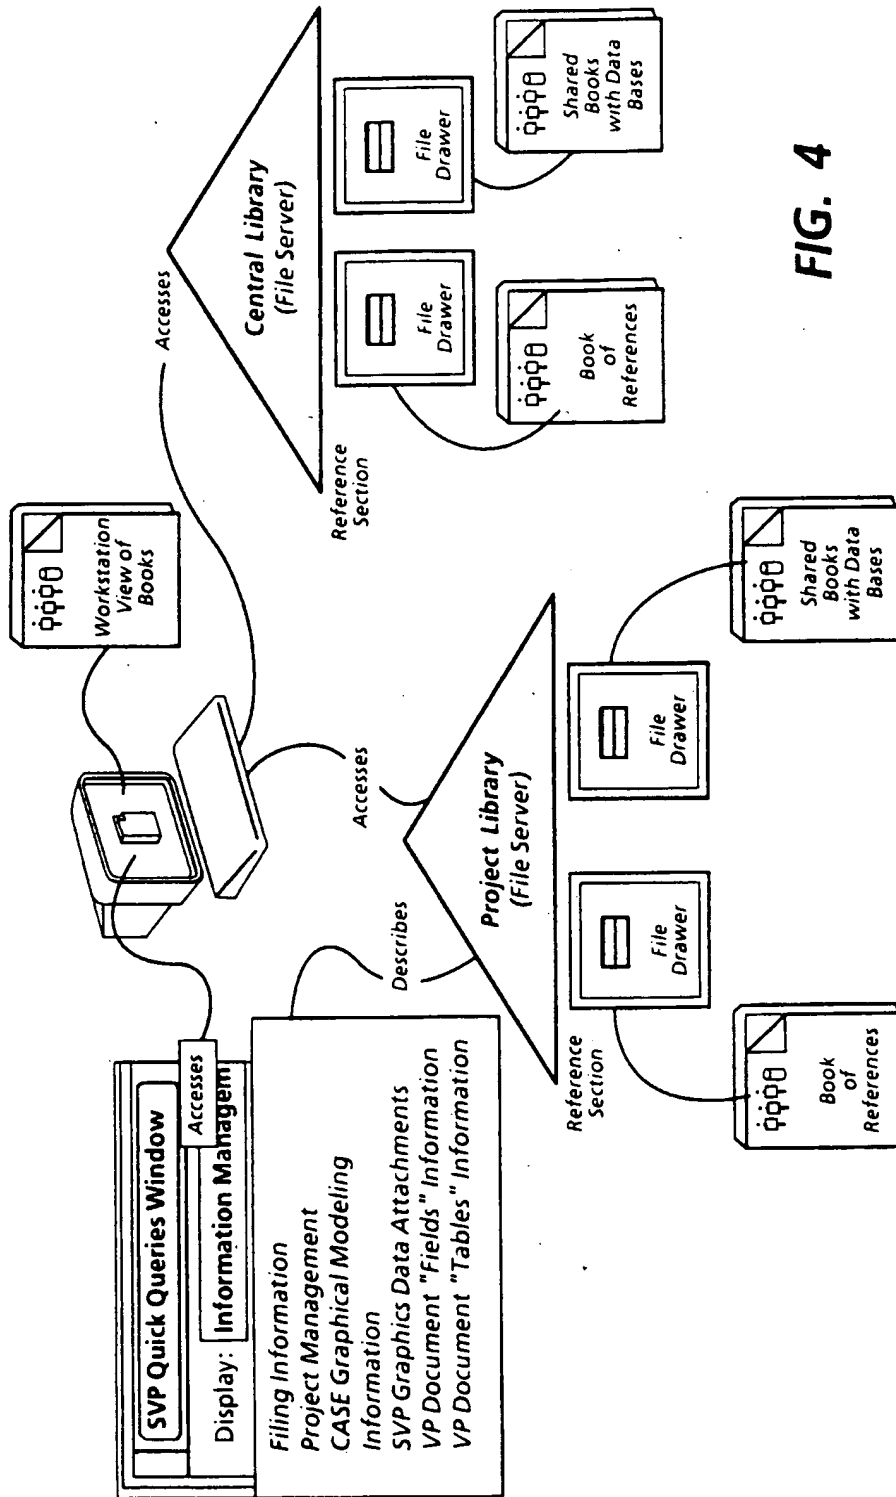 SVP Quick Queries Window
Display: Information Managem
Accesses
Filing Information
Project Management
CASE Graphical Modeling
Information
SVP Graphics Data Attachments
VP Document "Fields" Information
VP Document "Tables" Information
Describes
Workstation
View of
Books
Accesses
Accesses
Project Library
(File Server)
Reference
Section
File
Drawer
File
Drawer
Book
of
References
Shared
Books
with Data
Bases
Central Library
(File Server)
Reference
Section
File
Drawer
File
Drawer
Book
of
References
Shared
Books
with Data
Bases
FIG. 4